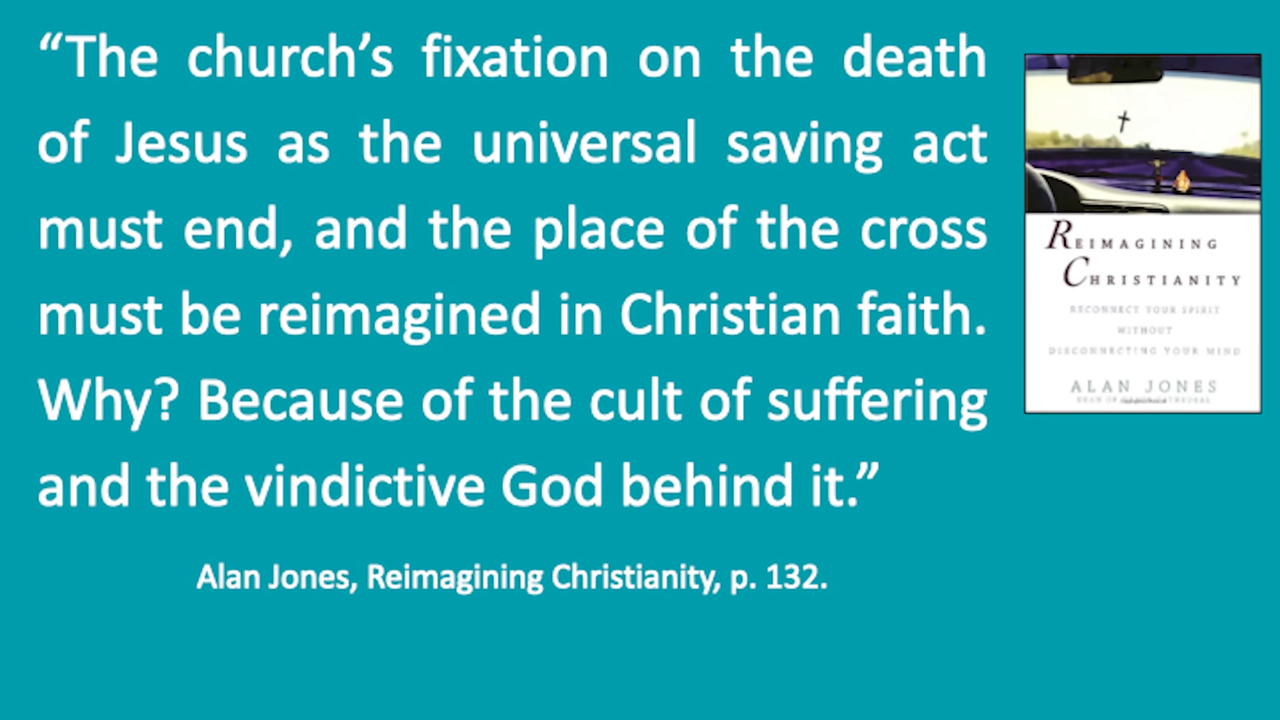 “The church’s fixation on the death
of Jesus as the universal saving act
must end, and the place of the cross
must be reimagined in Christian faith.
Why? Because of the cult of suffering
and the vindictive God behind it.”
Alan Jones, Reimagining Christianity, p. 132.
REIMAGINING
CHRISTIANITY
RECONNECT YOUR SPIRIT
WITHOUT
DISCONNECTING YOUR MIND
ALAN JONES
DEAN OF